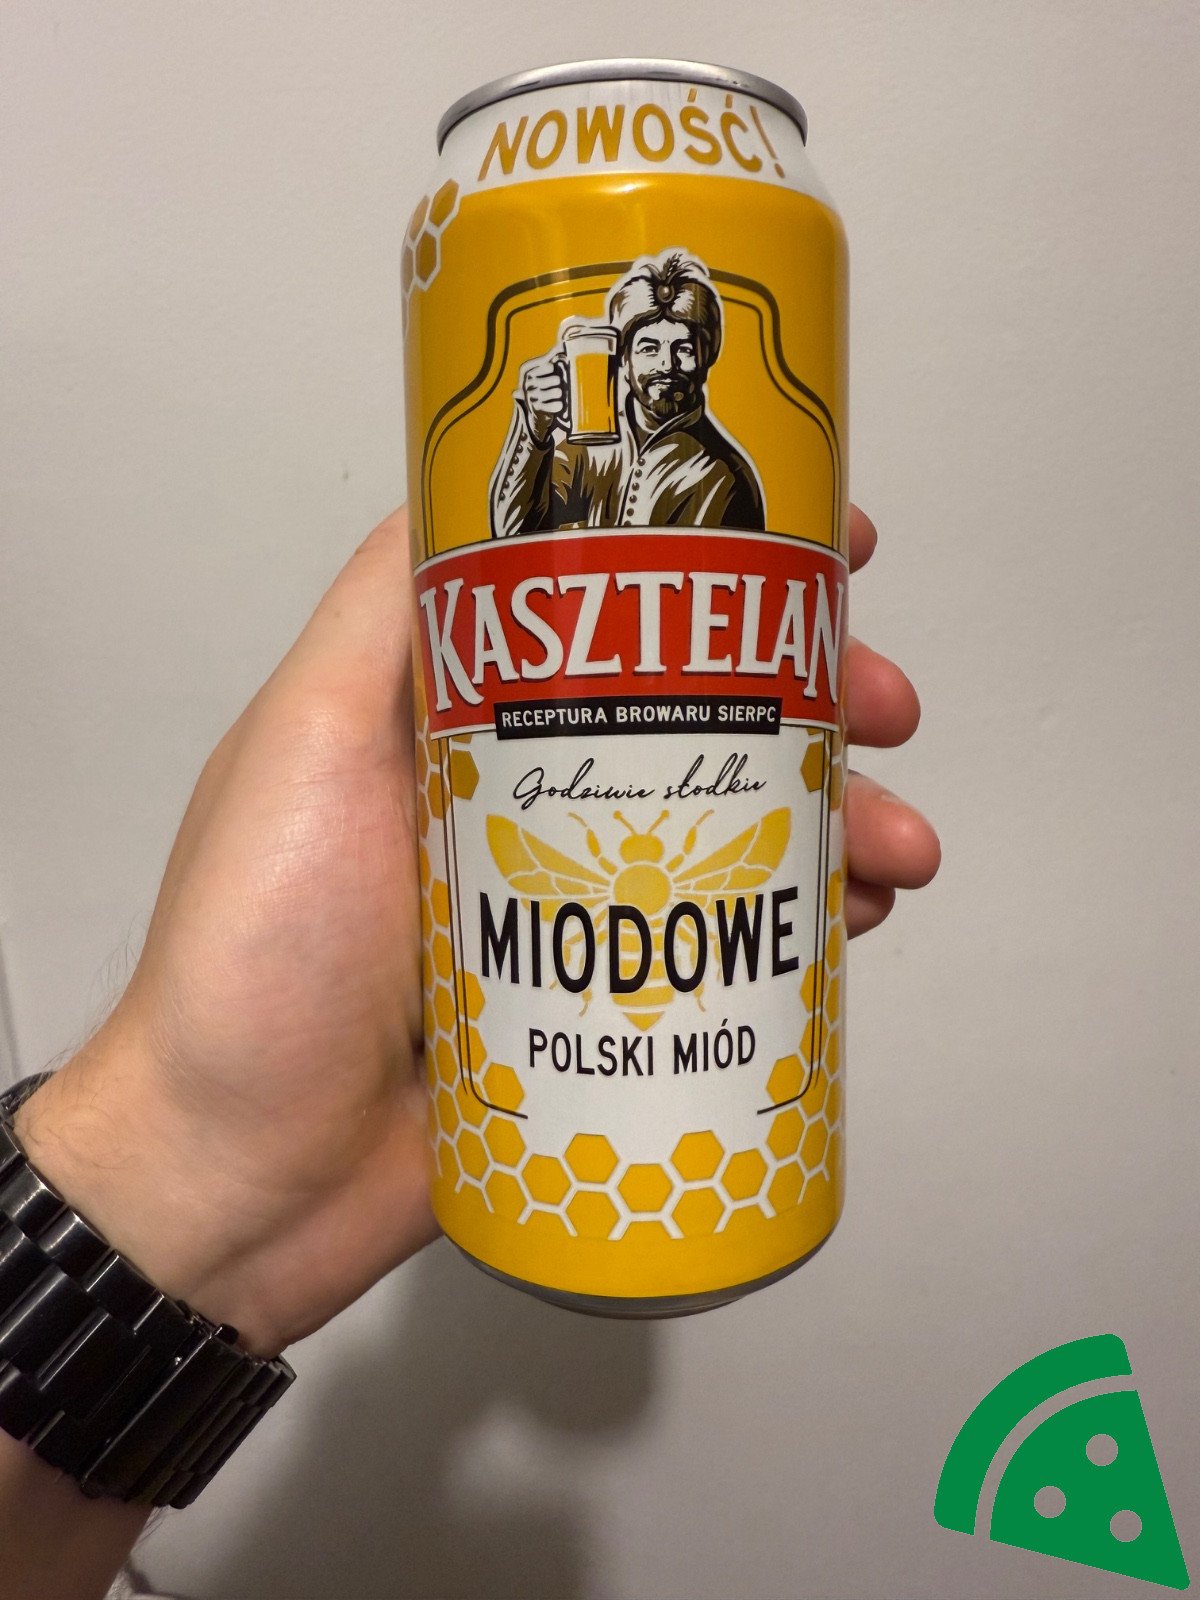 NOWOŚĆ!
KASZTELAN
RECEPTURA BROWARU SIERPC
Godziwie słodkie
MIODOWE
POLSKI MIÓD